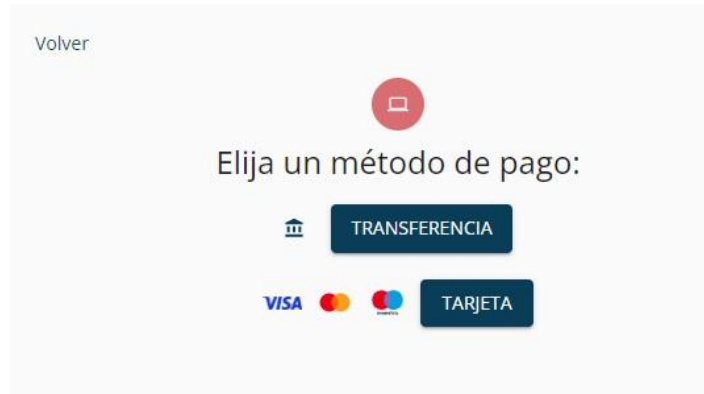 Volver
Elija un método de pago:
TRANSFERENCIA
VISA TARJETA